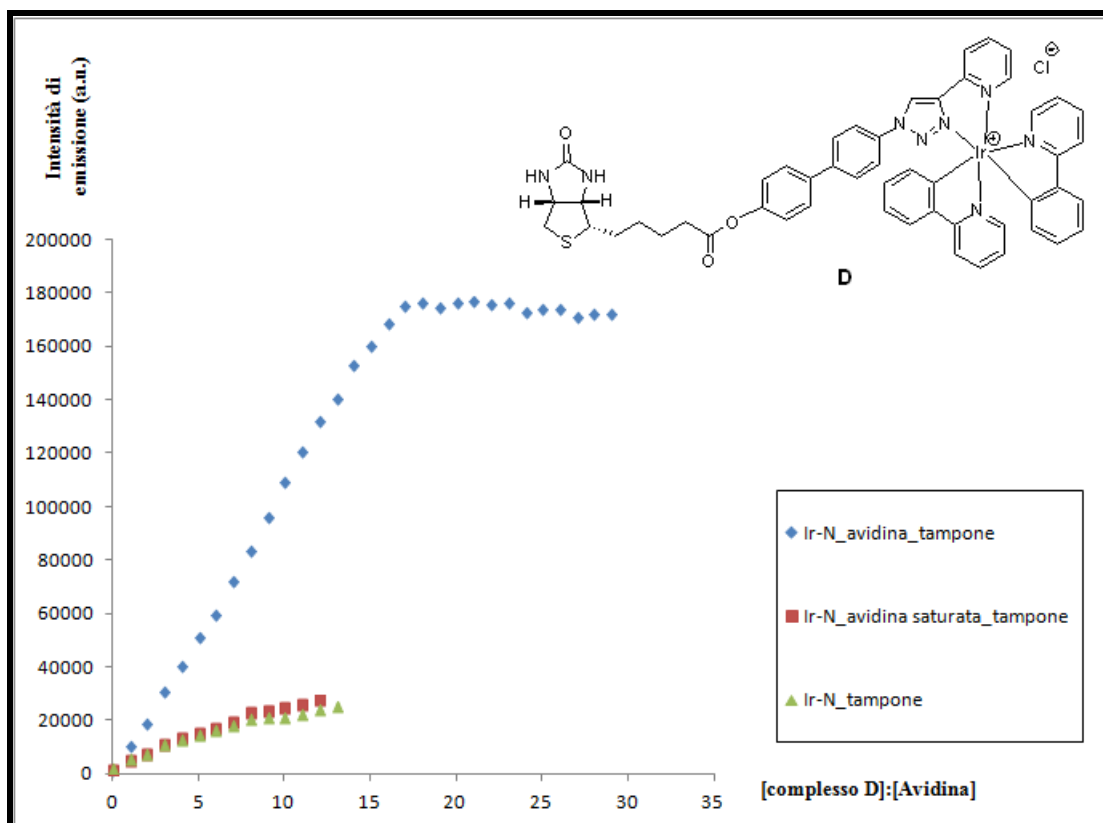 Intensità di
emissione (a.u.)
200000
180000
160000
140000
120000
100000
80000
60000
40000
20000
0
0
5
10
15
20
25
30
35
[complesso D]:[Avidina]
Ir-N_avidina_tampone
Ir-N_avidina saturata_tampone
Ir-N_tampone
O
HN
NH
H
H
S
O
O
N
N
N
N
Ir
N
N
Cl
D